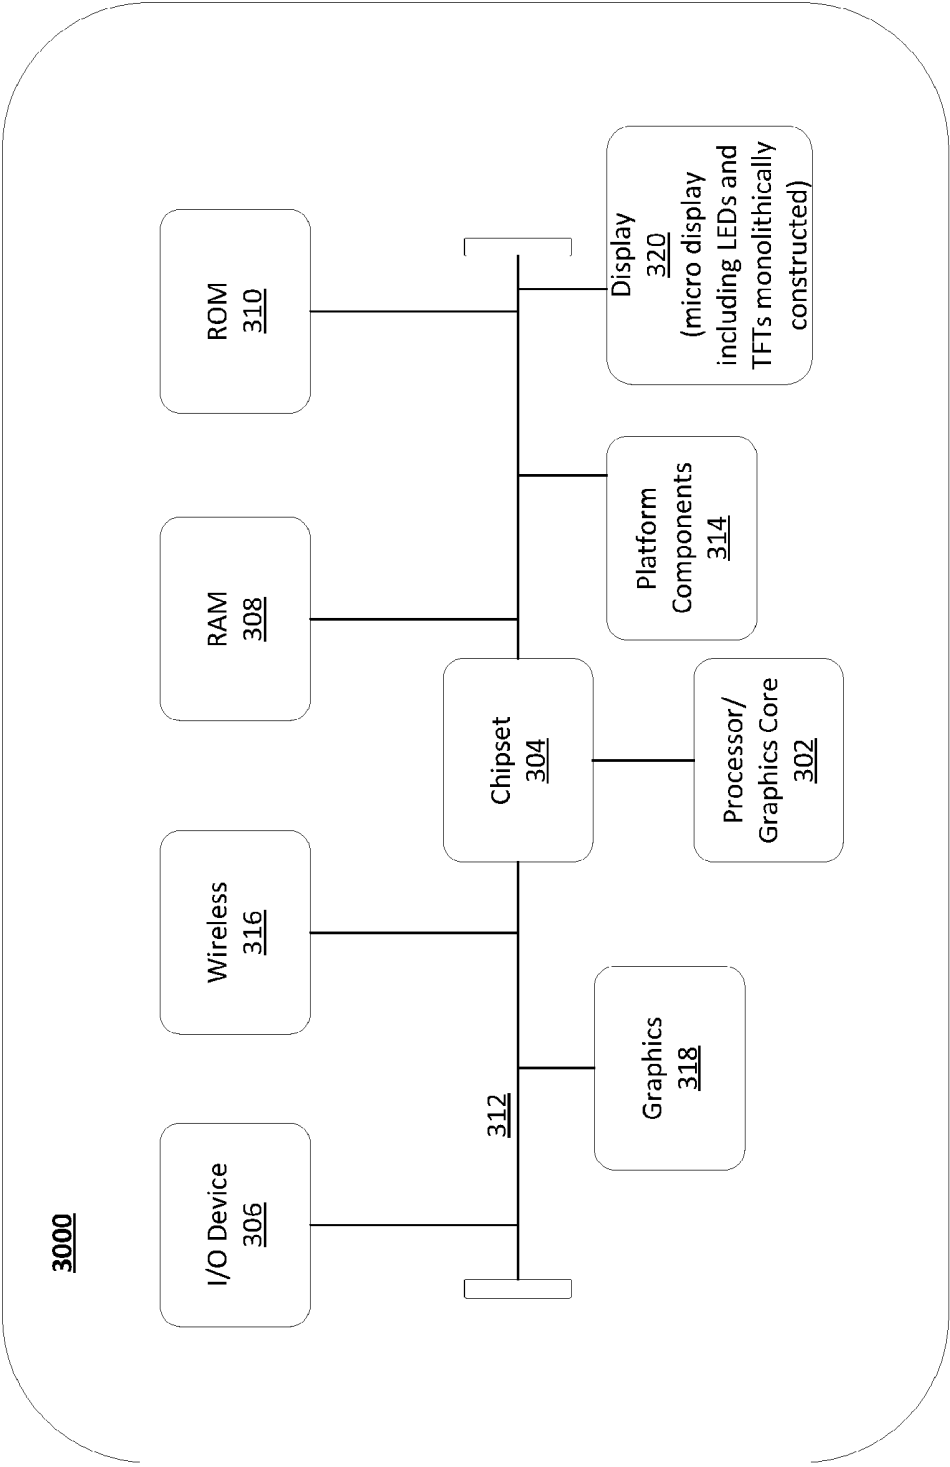 3000
I/O Device
306
Wireless
316
RAM
308
ROM
310
312
Chipset
304
Graphics
318
Processor/
Graphics Core
302
Platform
Components
314
Display
320
(micro display
including LEDs and
TFTs monolithically
constructed)